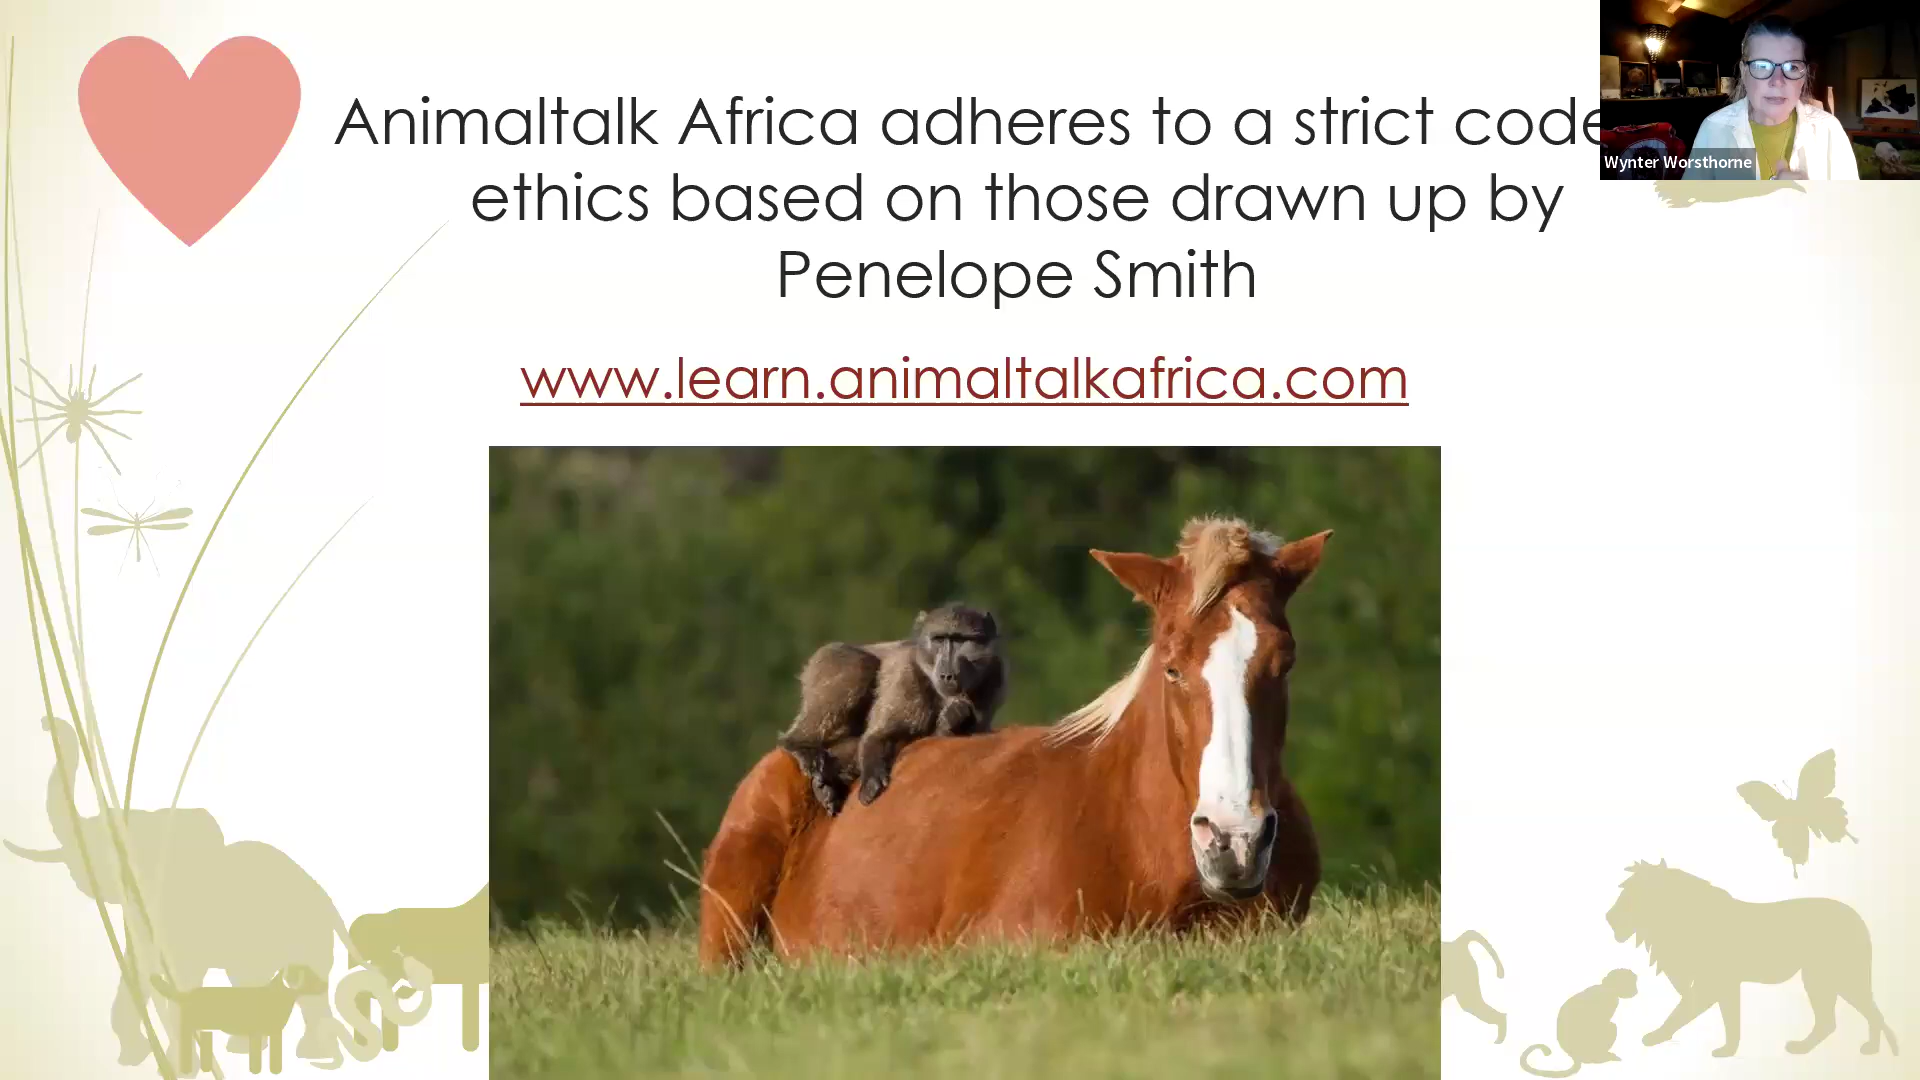 Animaltalk Africa adheres to a strict code
ethics based on those drawn up by
Penelope Smith
www.learn.animaltalkafrica.com
Wynter Worsthorne